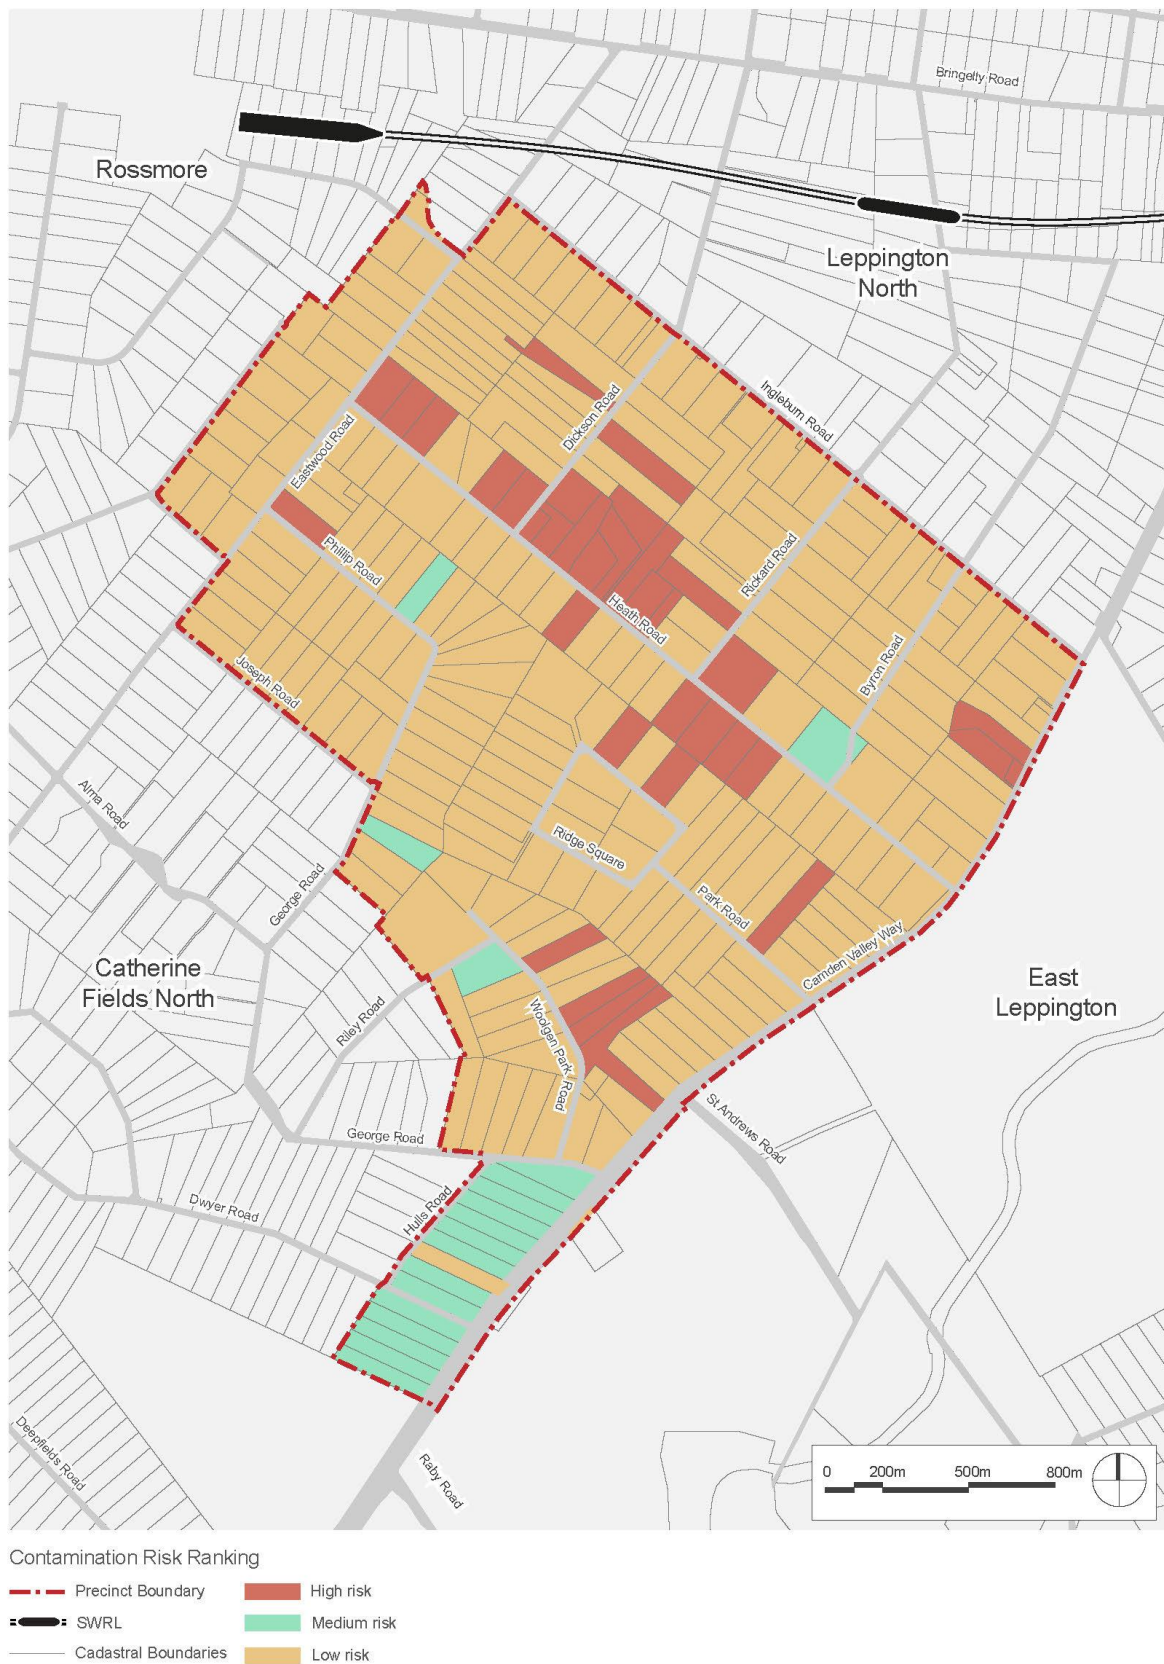 Bringelly Road
Rossmore
Leppington
North
Ingleburn Road
Dickson Road
Eastwood Road
Rickard Road
Phillip Road
Heath Road
Byron Road
Joseph Road
Alma Road
Ridge Square
George Road
Park Road
Camden Valley Way
Catherine
Fields North
East
Leppington
Riley Road
Woolgen Park
Road
St Andrews Road
George Road
Hulls Road
Dwyer Road
Deepfields Road
Raby Road
0 200m 500m 800m
Contamination Risk Ranking
Precinct Boundary
High risk
SWRL
Medium risk
Cadastral Boundaries
Low risk